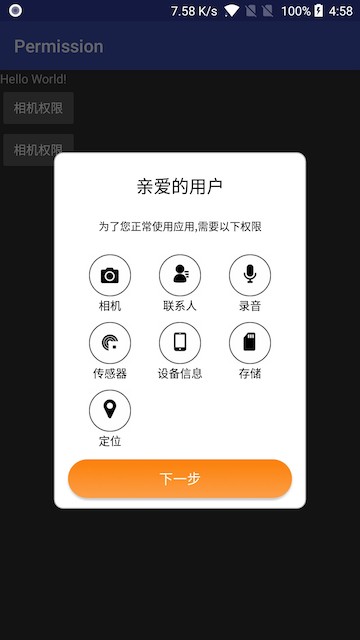 7.58 K/s 100% 4:58
Permission
Hello World!
相机权限
相机权限
亲爱的用户
为了您正常使用应用,需要以下权限
相机 联系人 录音
传感器 设备信息 存储
定位
下一步